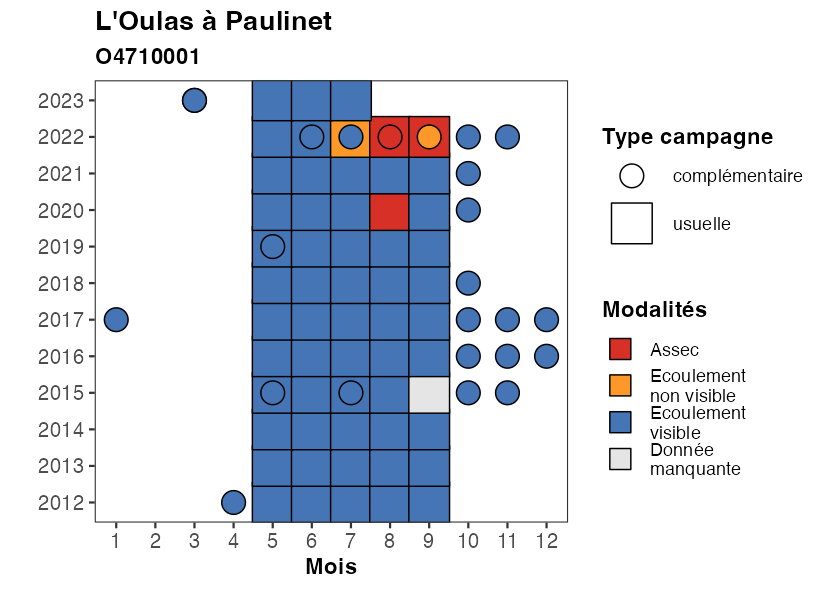 L'Oulas à Paulinet
O4710001
2023
2022
2021
2020
2019
2018
2017
2016
2015
2014
2013
2012
1 2 3 4 5 6 7 8 9 10 11 12
Mois
Type campagne
complémentaire
usuelle
Modalités
Assec
Ecoulement
non visible
Ecoulement
visible
Donnée
manquante